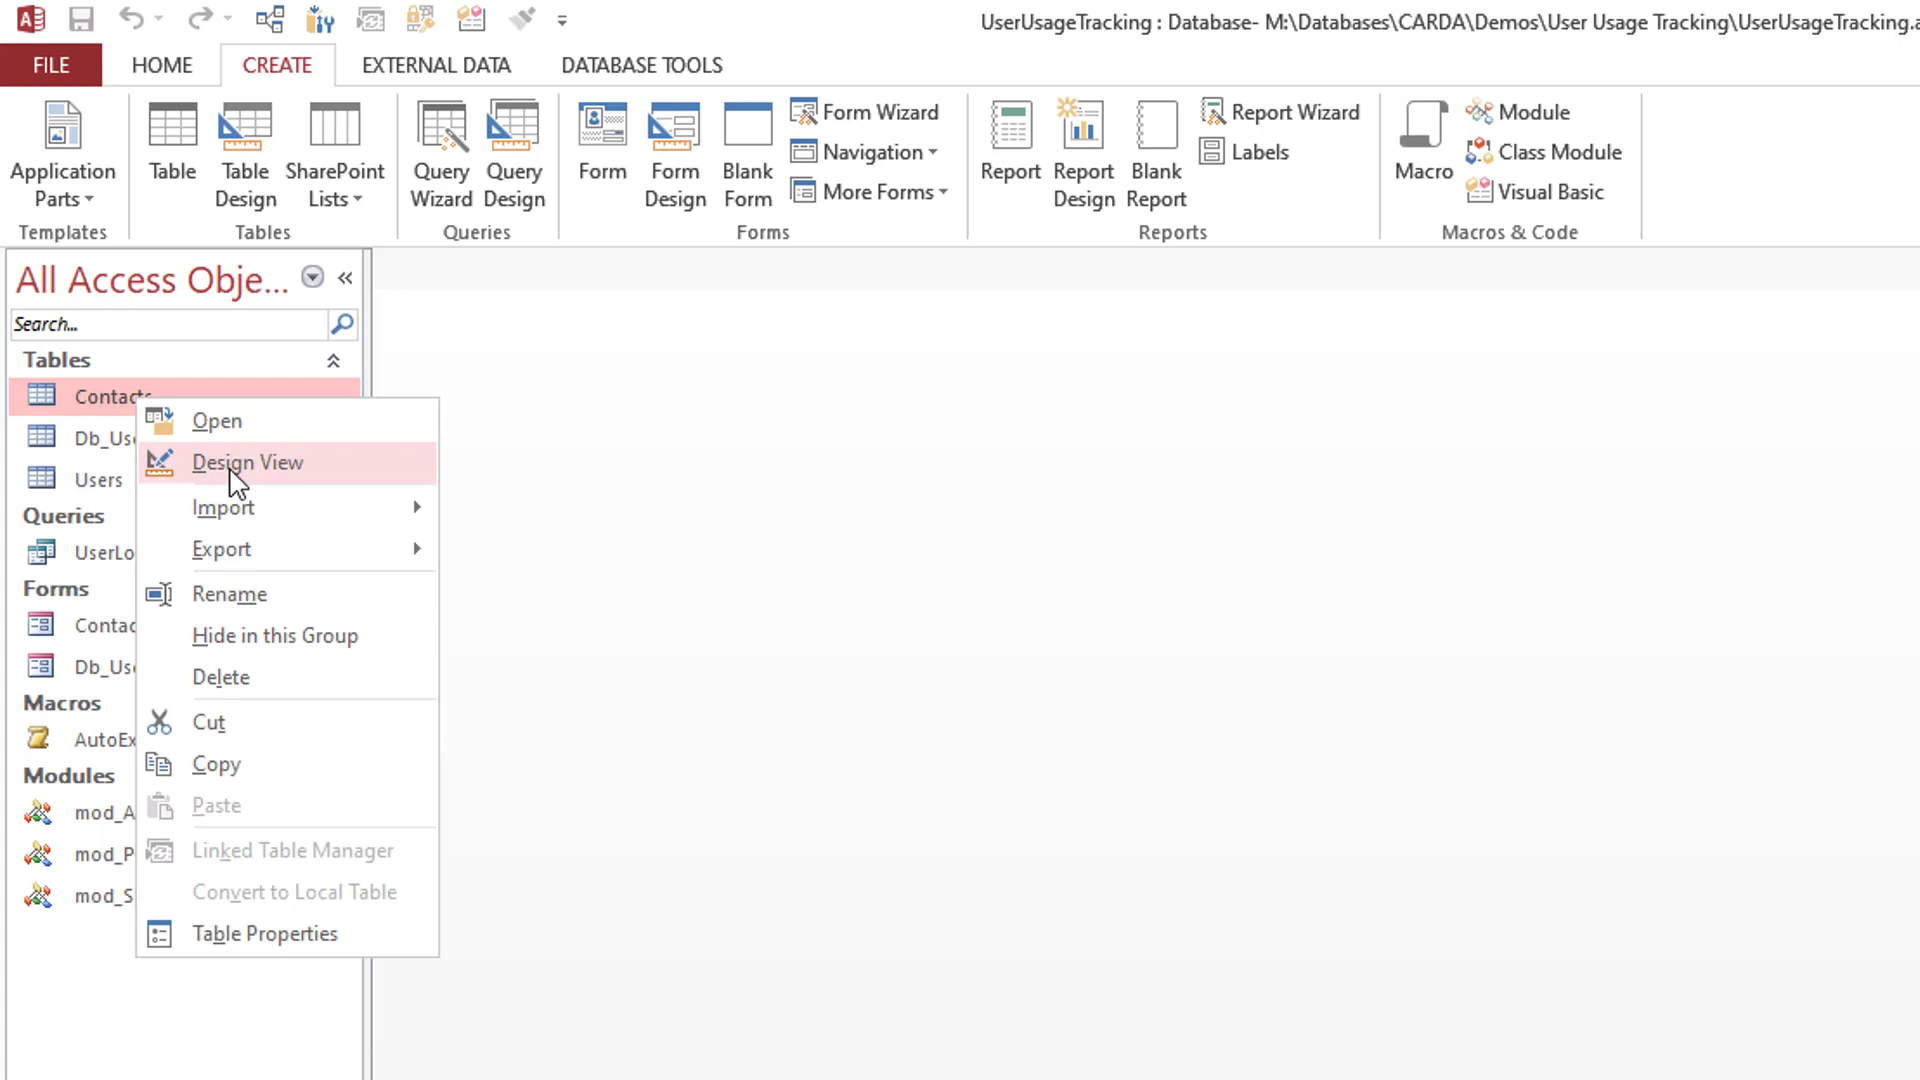 UserUsageTracking : Database- M:\Databases\CARDA\Demos\User Usage Tracking\UserUsageTracking.a
FILE HOME CREATE EXTERNAL DATA DATABASE TOOLS
Application Parts
Table
Table Design
SharePoint Lists
Query Wizard
Query Design
Form
Form Design
Blank Form
Form Wizard
Navigation
More Forms
Report
Report Design
Blank Report
Report Wizard
Labels
Macro
Module
Class Module
Visual Basic
Templates Tables Queries Forms Reports Macros & Code
All Access Obje...
Search...
Tables
Contacts
Db_Use
Users
Queries
UserLo
Forms
Contac
Db_Use
Macros
AutoEx
Modules
mod_A
mod_P
mod_S
Open
Design View
Import
Export
Rename
Hide in this Group
Delete
Cut
Copy
Paste
Linked Table Manager
Convert to Local Table
Table Properties